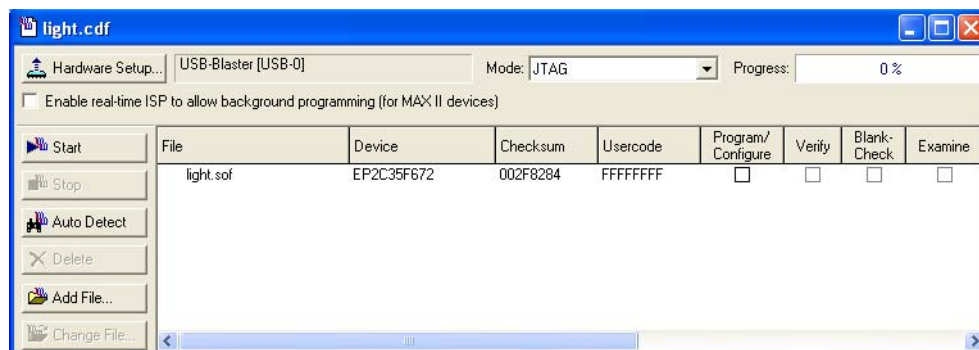 light.cdf
Hardware Setup... USB-Blaster [USB-0] Mode: JTAG Progress: 0 %
Enable real-time ISP to allow background programming (for MAX II devices)
Start File Device Checksum Usercode Program/ Configure Verify Blank- Check Examine
light.sof EP2C35F672 002F8284 FFFFFFFF
Stop
Auto Detect
Delete
Add File...
Change File...